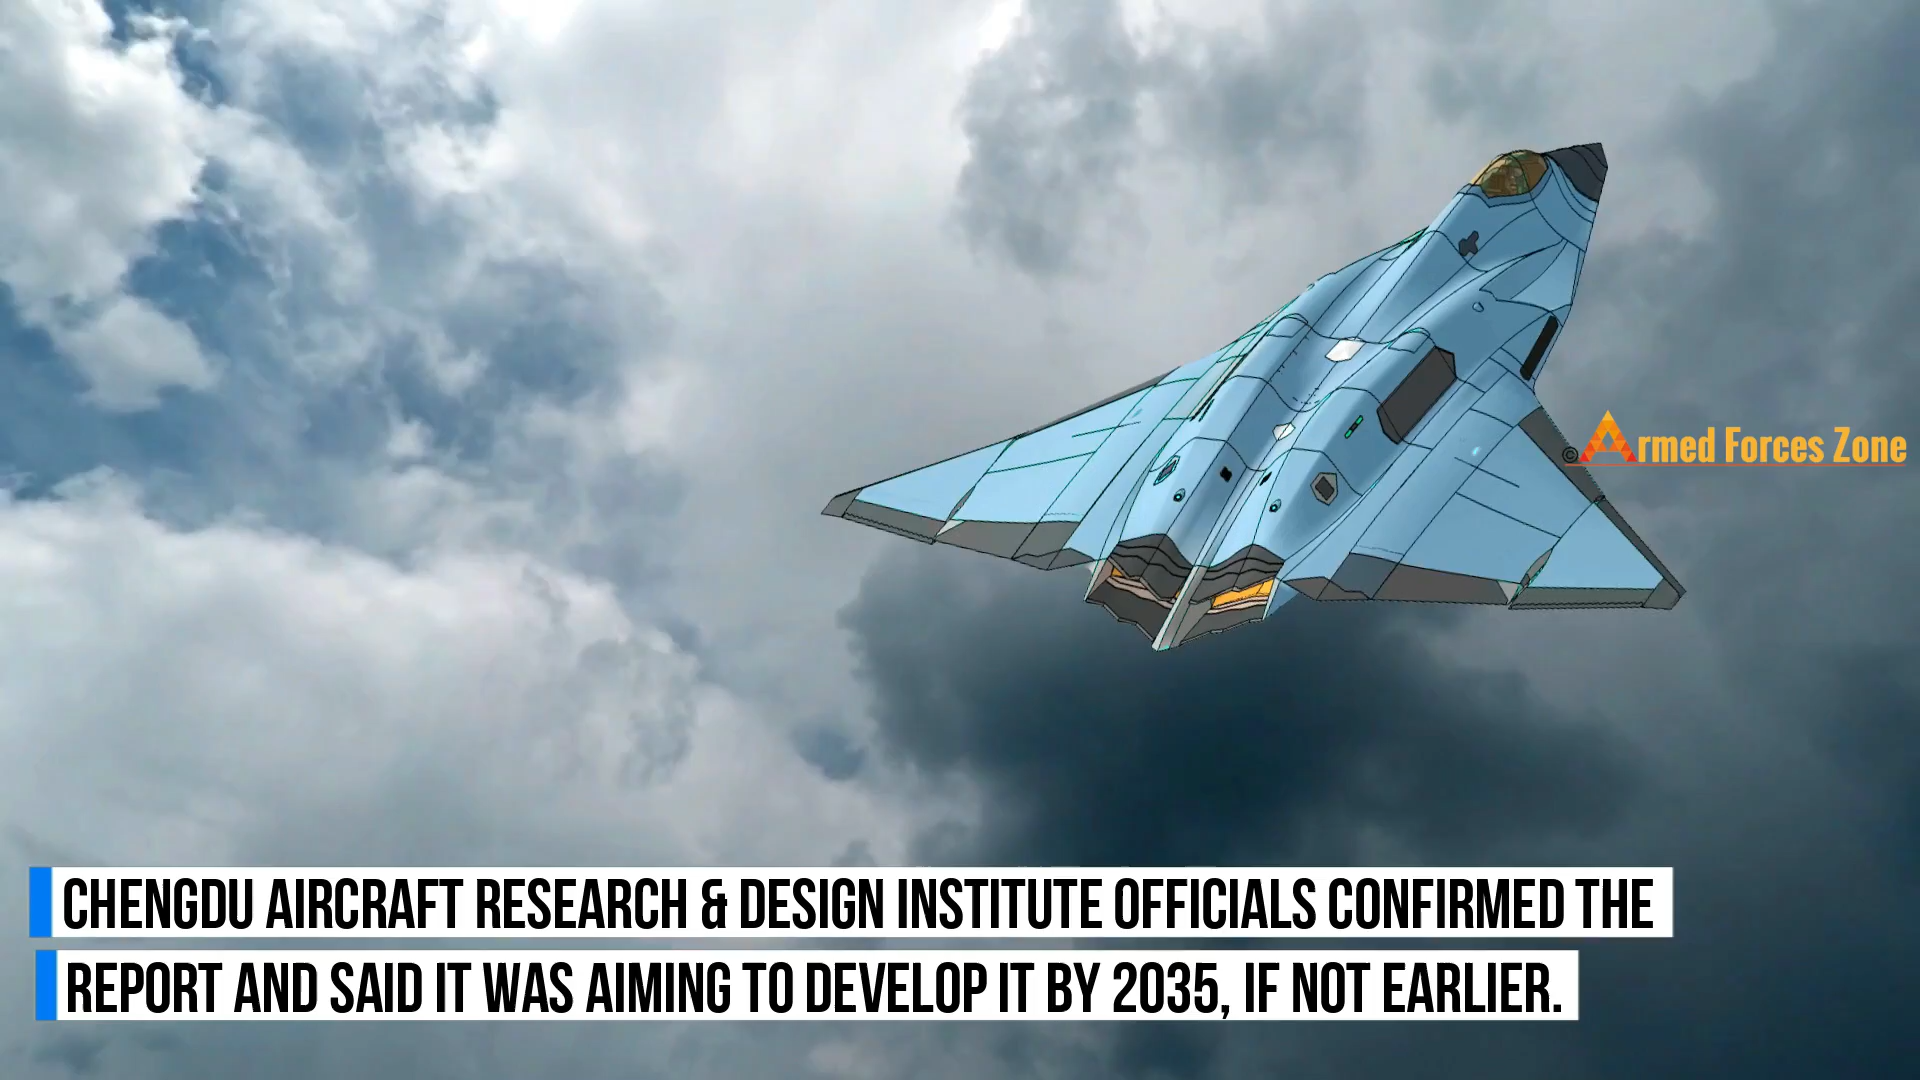 © Armed Forces Zone
CHENGDU AIRCRAFT RESEARCH & DESIGN INSTITUTE OFFICIALS CONFIRMED THE
REPORT AND SAID IT WAS AIMING TO DEVELOP IT BY 2035, IF NOT EARLIER.